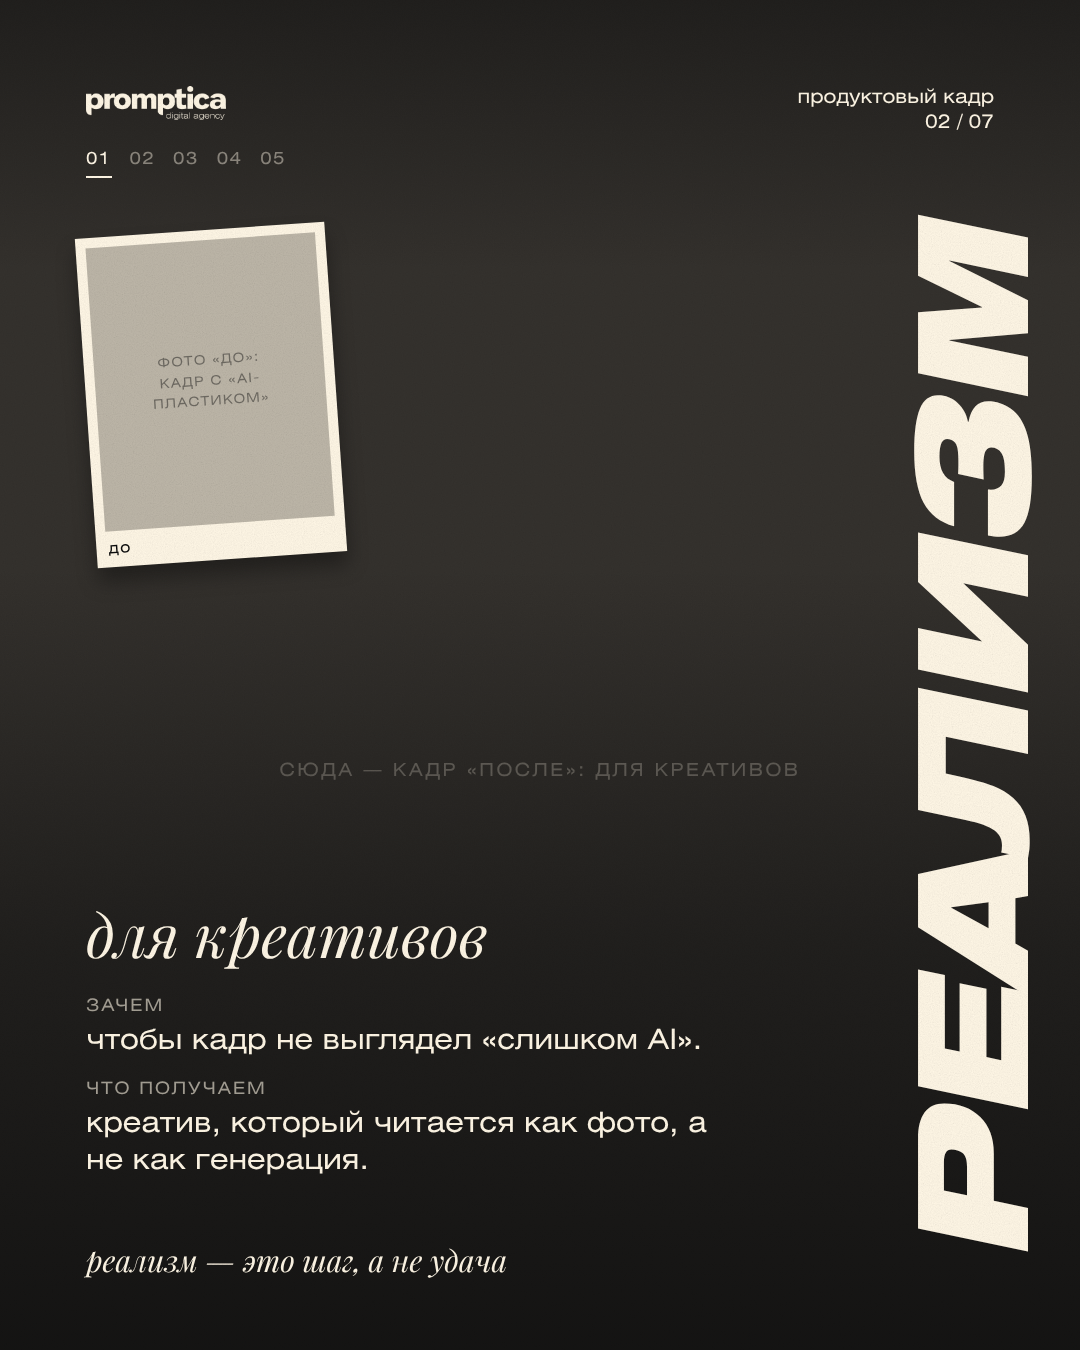 promptica
digital agency
продуктовый кадр
02 / 07
01 02 03 04 05
ФОТО «ДО»:
КАДР С «AI-
ПЛАСТИКОМ»
ДО
РЕАЛИЗМ
СЮДА — КАДР «ПОСЛЕ»: ДЛЯ КРЕАТИВОВ
для креативов
ЗАЧЕМ
чтобы кадр не выглядел «слишком AI».
ЧТО ПОЛУЧАЕМ
креатив, который читается как фото, а
не как генерация.
реализм — это шаг, а не удача